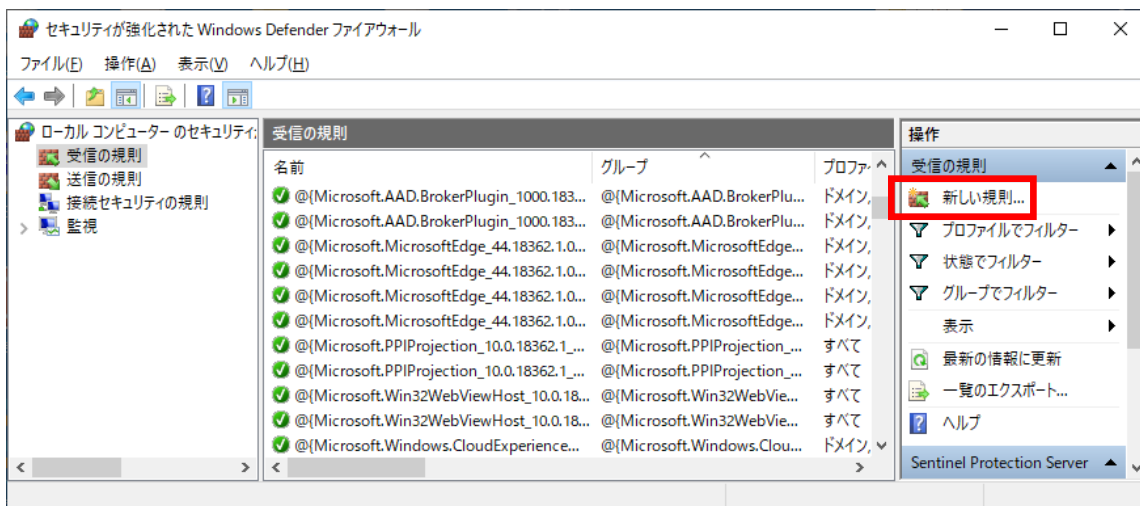 セキュリティが強化された Windows Defender ファイアウォール
ファイル(F) 操作(A) 表示(V) ヘルプ(H)
ローカル コンピューター のセキュリティ
受信の規則
送信の規則
接続セキュリティの規則
監視
受信の規則
名前 グループ プロファ
@{Microsoft.AAD.BrokerPlugin_1000.183... @{Microsoft.AAD.BrokerPlu... ドメイン,
@{Microsoft.AAD.BrokerPlugin_1000.183... @{Microsoft.AAD.BrokerPlu... ドメイン,
@{Microsoft.MicrosoftEdge_44.18362.1.0... @{Microsoft.MicrosoftEdge... ドメイン,
@{Microsoft.MicrosoftEdge_44.18362.1.0... @{Microsoft.MicrosoftEdge... ドメイン,
@{Microsoft.MicrosoftEdge_44.18362.1.0... @{Microsoft.MicrosoftEdge... ドメイン,
@{Microsoft.MicrosoftEdge_44.18362.1.0... @{Microsoft.MicrosoftEdge... ドメイン,
@{Microsoft.PPIProjection_10.0.18362.1_... @{Microsoft.PPIProjection_... すべて
@{Microsoft.PPIProjection_10.0.18362.1_... @{Microsoft.PPIProjection_... すべて
@{Microsoft.Win32WebViewHost_10.0.18... @{Microsoft.Win32WebVie... すべて
@{Microsoft.Win32WebViewHost_10.0.18... @{Microsoft.Win32WebVie... すべて
@{Microsoft.Windows.CloudExperience... @{Microsoft.Windows.Clou... ドメイン,
操作
受信の規則
新しい規則...
プロファイルでフィルター
状態でフィルター
グループでフィルター
表示
最新の情報に更新
一覧のエクスポート...
ヘルプ
Sentinel Protection Server